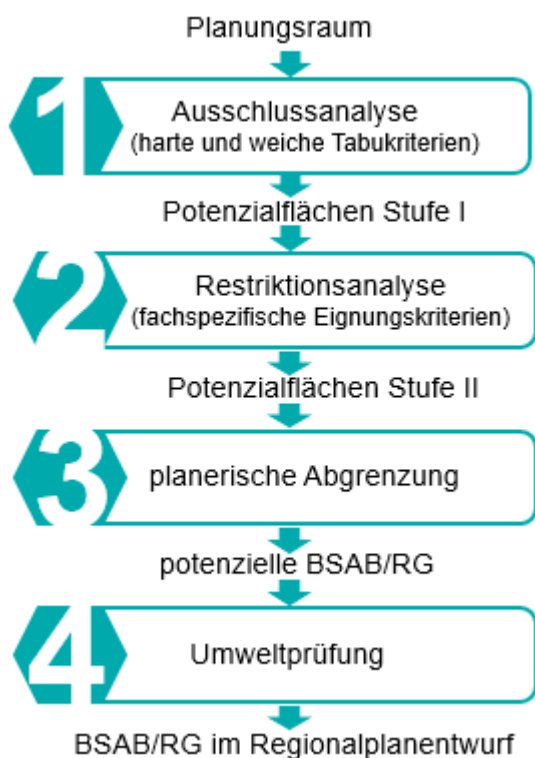 Planungsraum
1
Ausschlussanalyse
(harte und weiche Tabukriterien)
Potenzialflächen Stufe I
2
Restriktionsanalyse
(fachspezifische Eignungskriterien)
Potenzialflächen Stufe II
3
planerische Abgrenzung
potenzielle BSAB/RG
4
Umweltprüfung
BSAB/RG im Regionalplanentwurf